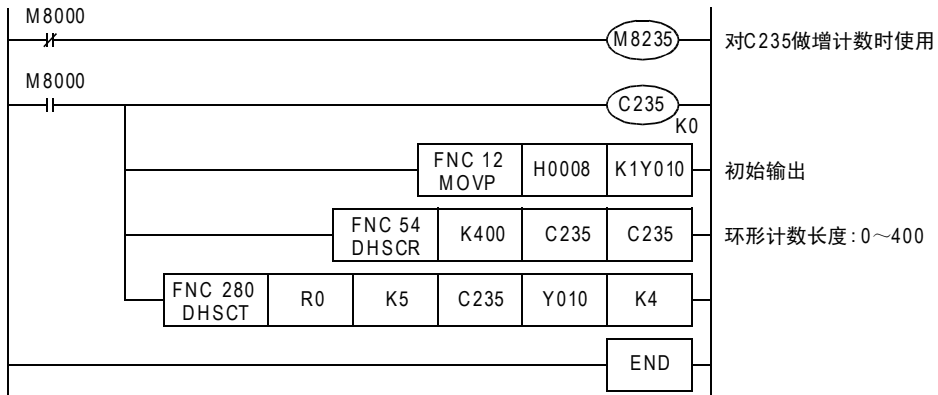 M8000
M8235 对C235做增计数时使用
M8000
C235
K0
FNC 12 MOVP H0008 K1Y010 初始输出
FNC 54 DHSCR K400 C235 C235 环形计数长度:0～400
FNC 280 DHSCT R0 K5 C235 Y010 K4
END